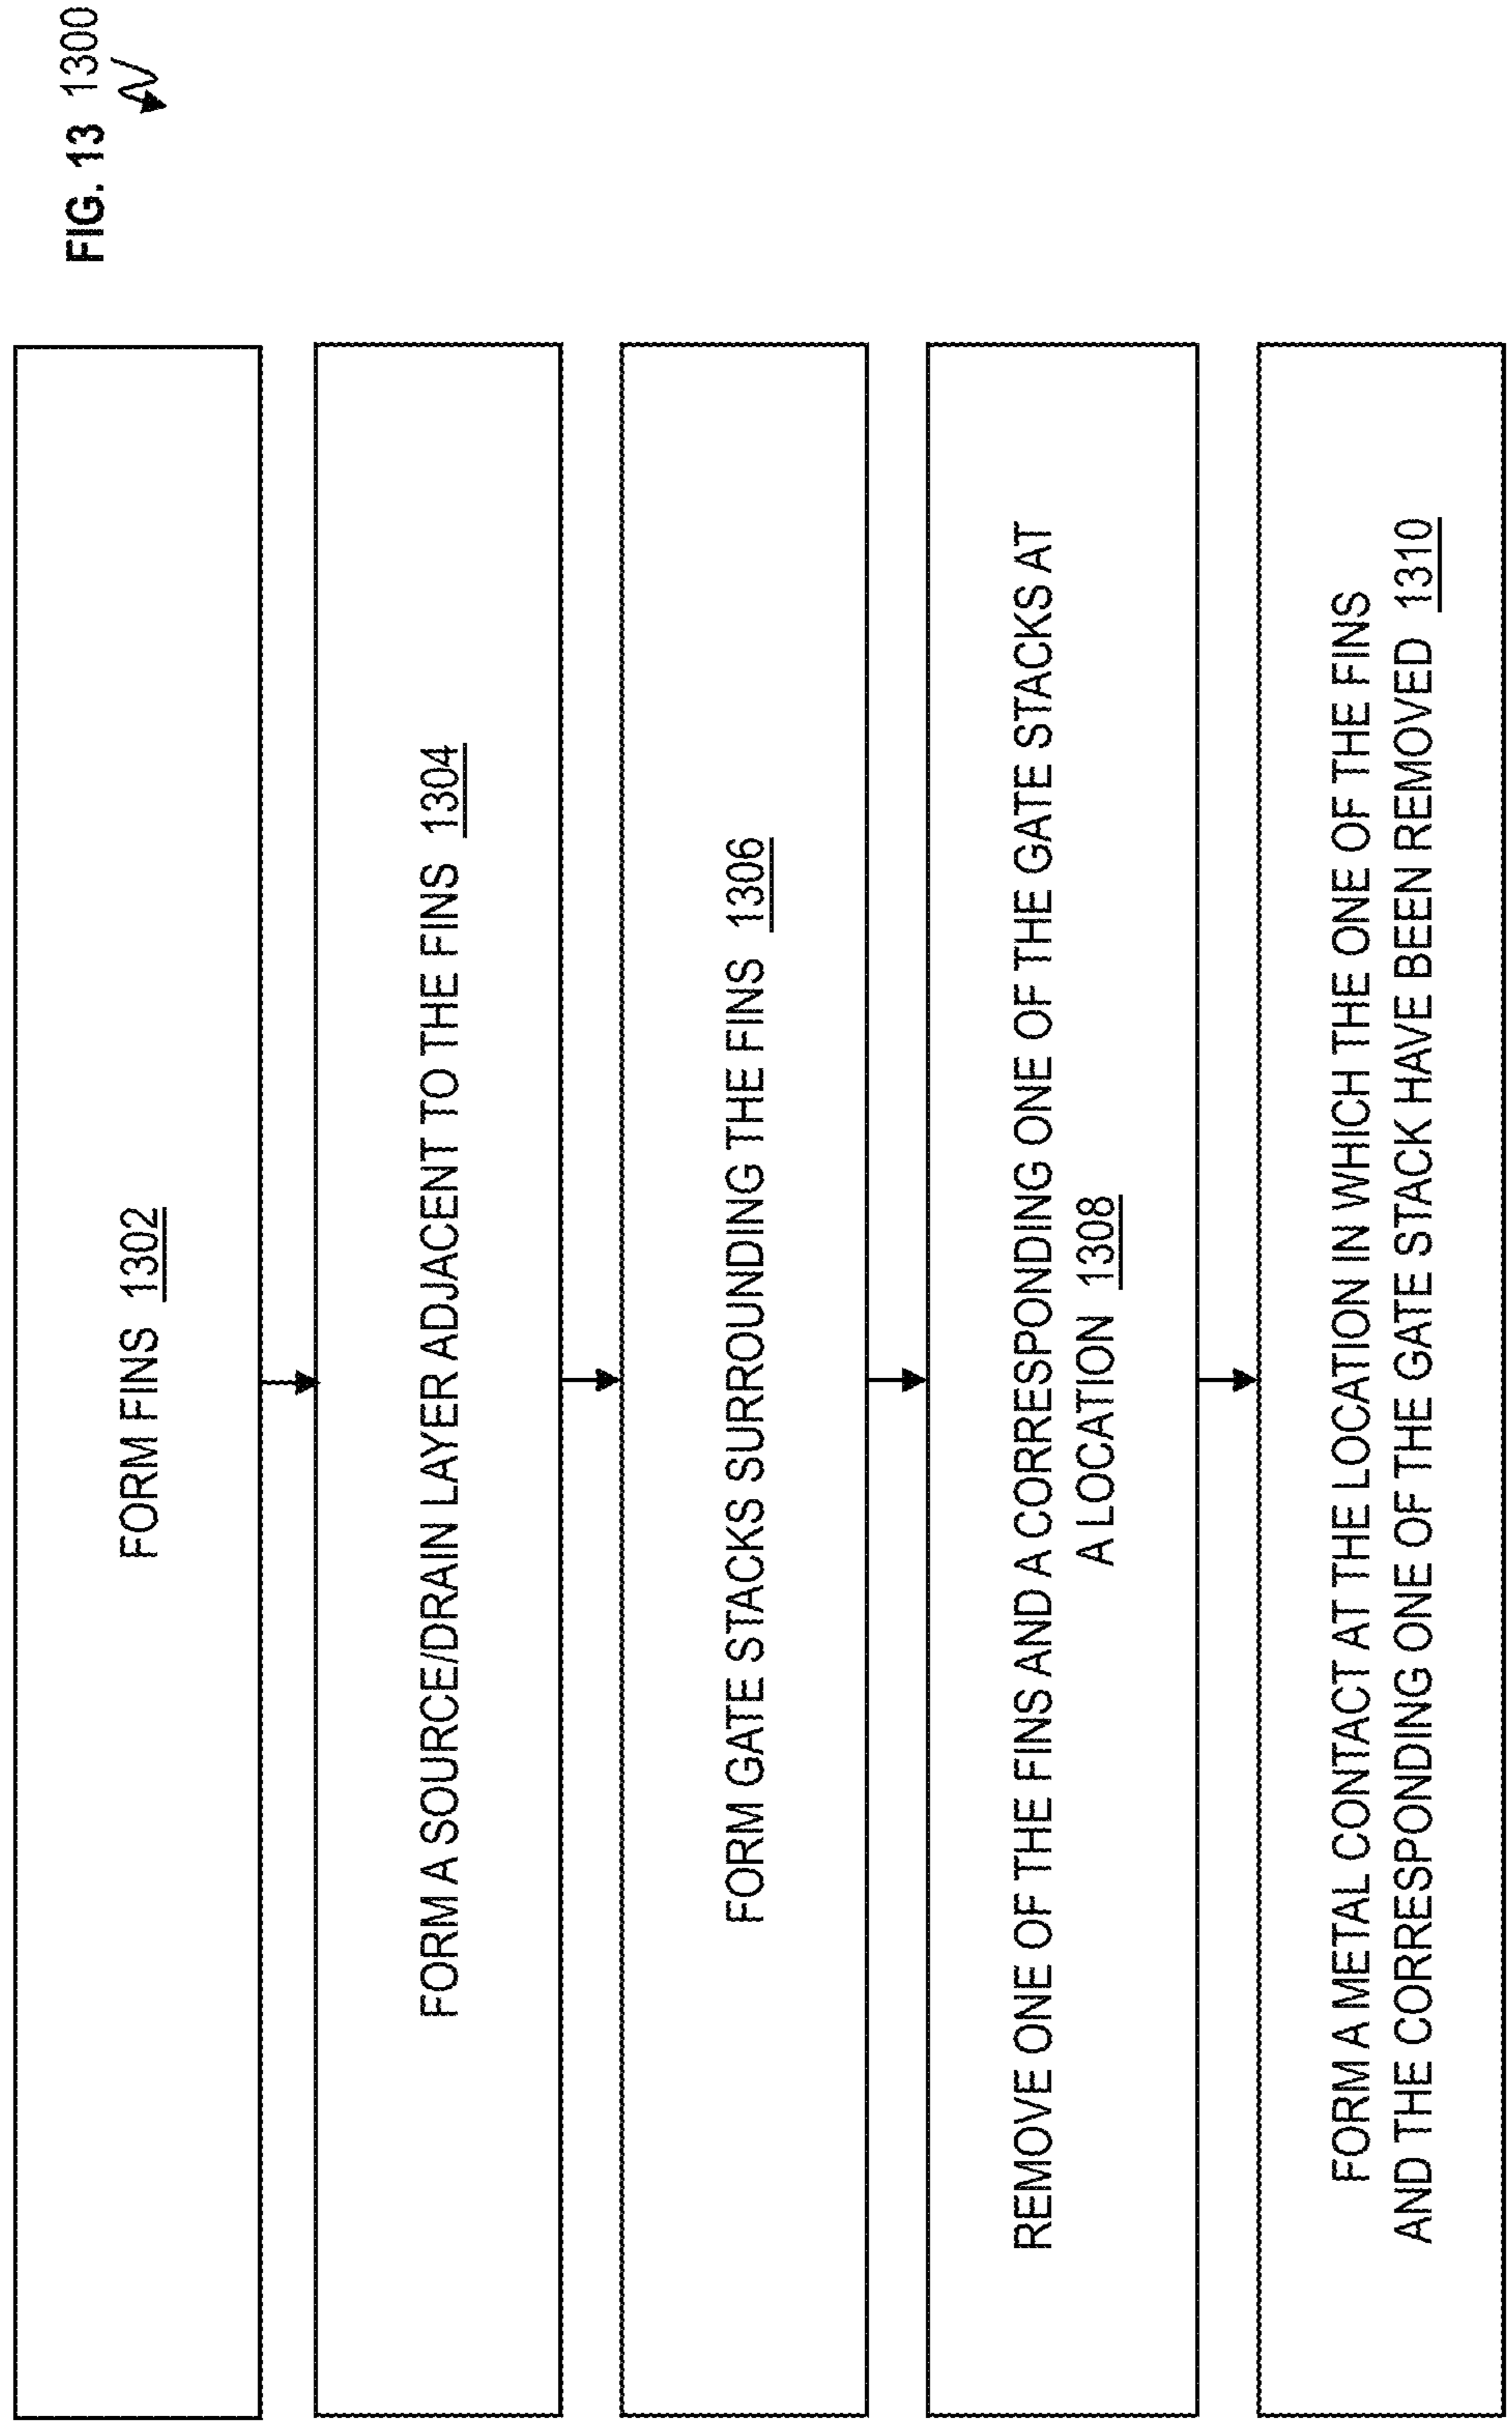 FIG. 13 1300
FORM FINS 1302
FORM A SOURCE/DRAIN LAYER ADJACENT TO THE FINS 1304
FORM GATE STACKS SURROUNDING THE FINS 1306
REMOVE ONE OF THE FINS AND A CORRESPONDING ONE OF THE GATE STACKS AT
A LOCATION 1308
FORM A METAL CONTACT AT THE LOCATION IN WHICH THE ONE OF THE FINS
AND THE CORRESPONDING ONE OF THE GATE STACK HAVE BEEN REMOVED 1310